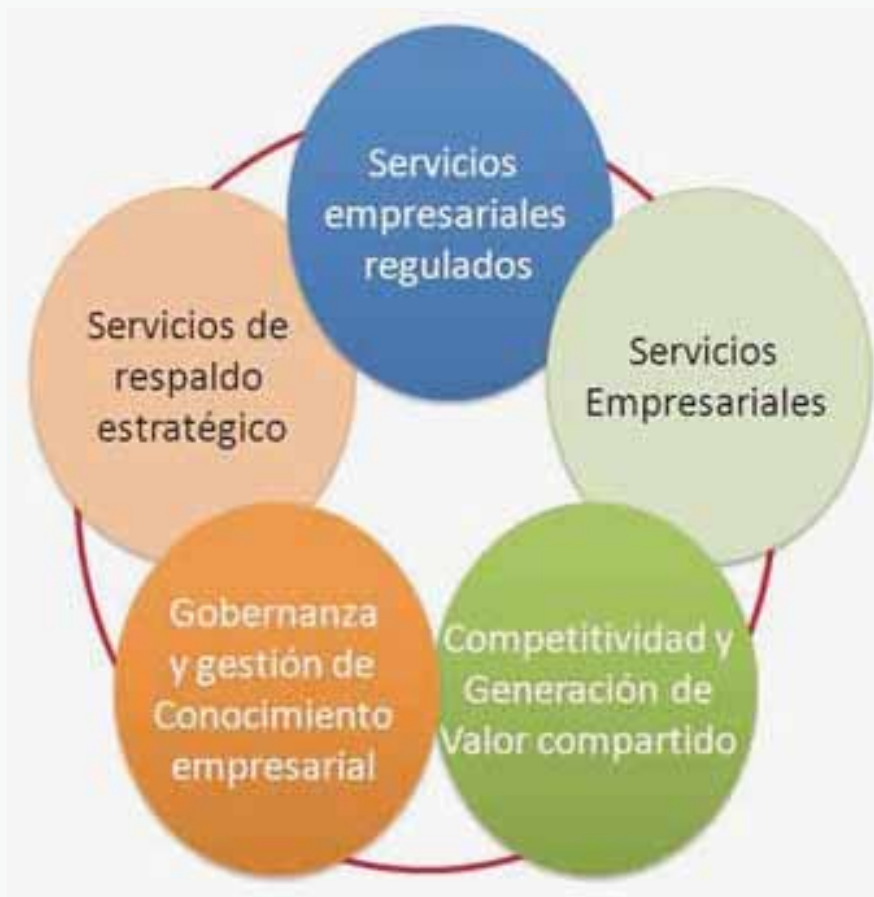 Servicios
empresariales
regulados
Servicios
Empresariales
Competitividad y
Generación de
Valor compartido
Gobernanza
y gestión de
Conocimiento
empresarial
Servicios de
respaldo
estratégico